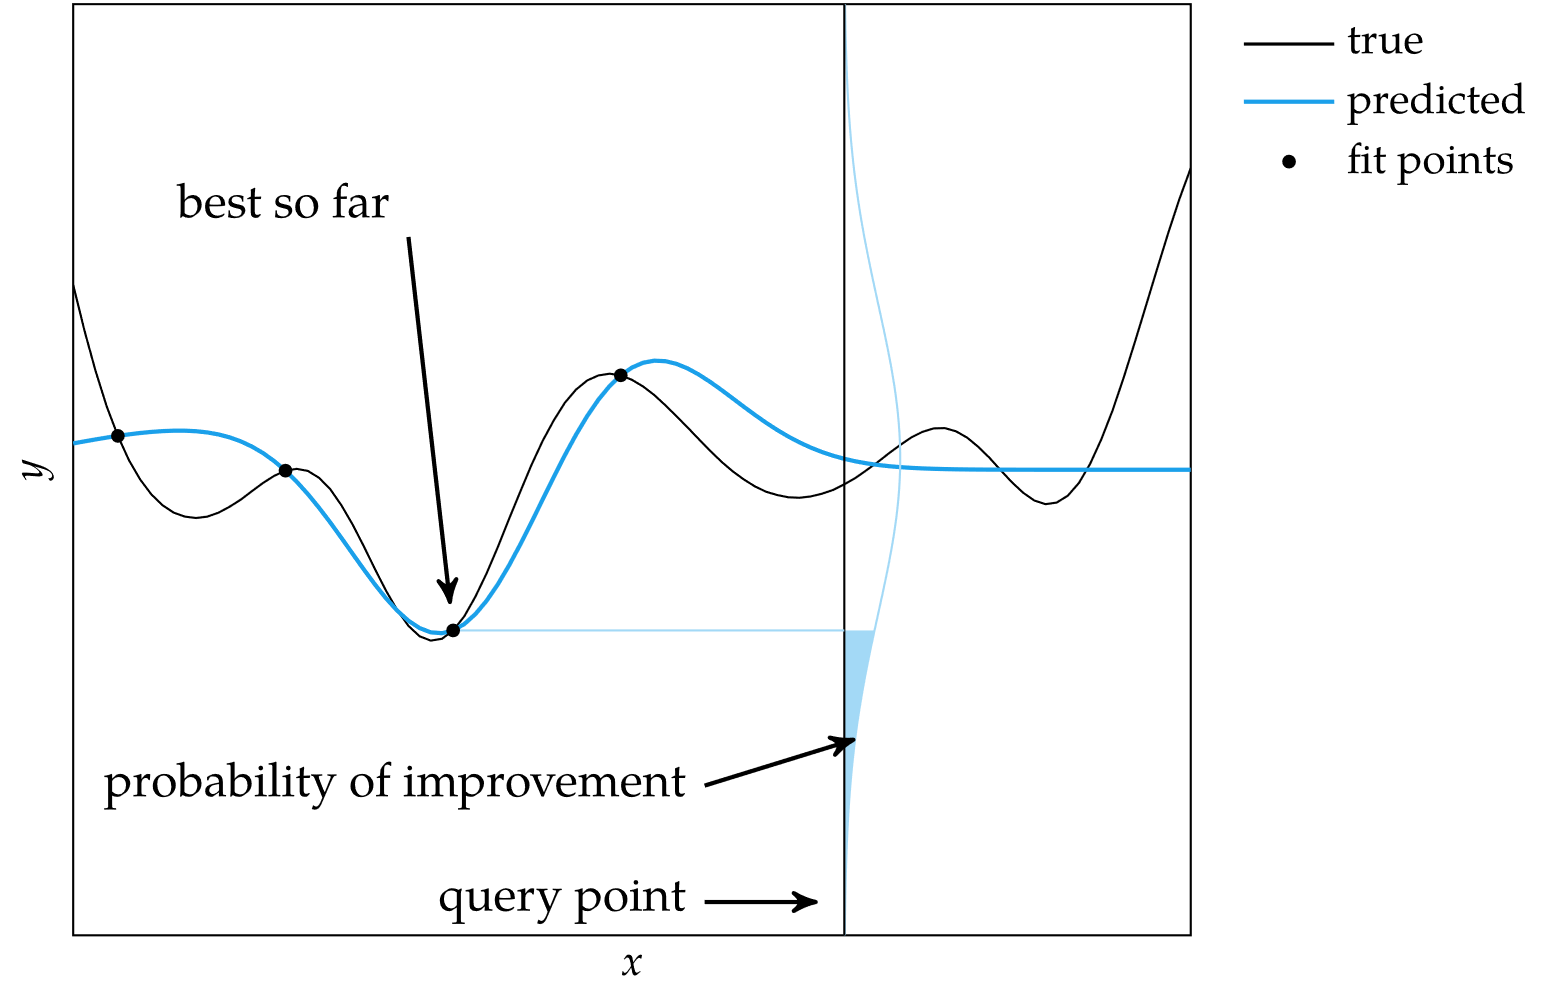 true
predicted
fit points
best so far
y
probability of improvement
query point
x